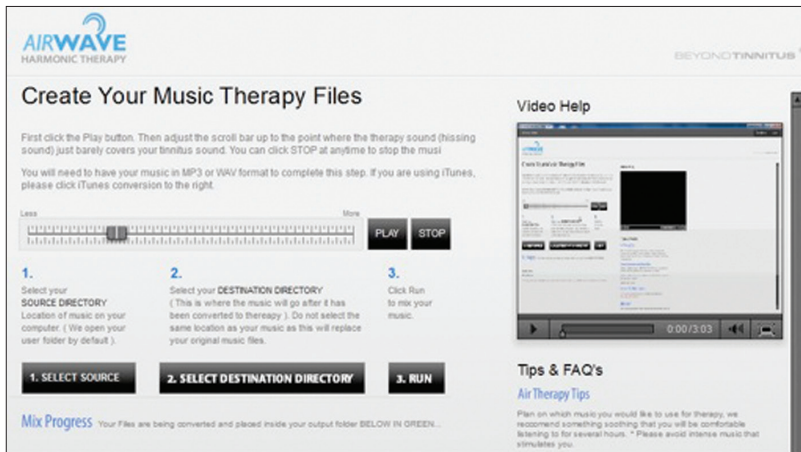 AIRWAVE
HARMONIC THERAPY
BEYONDTINNITUS
Create Your Music Therapy Files
First click the Play button. Then adjust the scroll bar up to the point where the therapy sound (hissing
sound) just barely covers your tinnitus sound. You can click STOP at anytime to stop the musi
You will need to have your music in MP3 or WAV format to complete this step. If you are using iTunes,
please click iTunes conversion to the right.
Less More
PLAY STOP
1.
Select your
SOURCE DIRECTORY
Location of music on your
computer. ( We open your
user folder by default ).
1. SELECT SOURCE
2.
Select your DESTINATION DIRECTORY
( This is where the music will go after it has
been converted to thereapy ). Do not select the
same location as your music as this will replace
your original music files.
2. SELECT DESTINATION DIRECTORY
3.
Click Run
to mix your
music.
3. RUN
Mix Progress Your Files are being converted and placed inside your output folder BELOW IN GREEN...
Video Help
0:00/3:03
Tips & FAQ's
Air Therapy Tips
Plan on which music you would like to use for therapy, we
reccomend something soothing that you will be comfortable
listening to for several hours. * Please avoid intense music that
stimulates you.